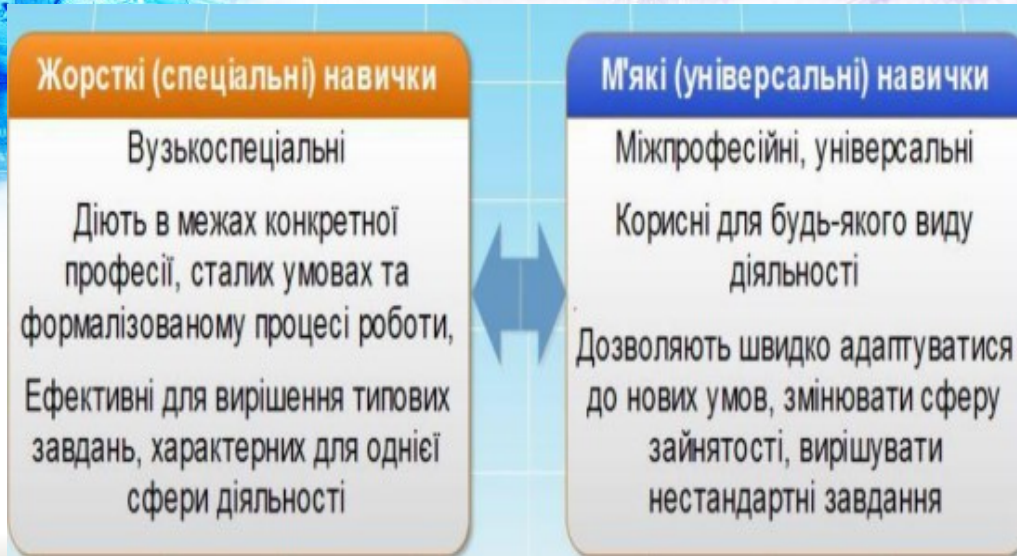 Жорсткі (спеціальні) навички
Вузькоспеціальні
Діють в межах конкретної
професії, сталих умовах та
формалізованому процесі роботи,
Ефективні для вирішення типових
завдань, характерних для однієї
сфери діяльності
М'які (універсальні) навички
Міжпрофесійні, універсальні
Корисні для будь-якого виду
діяльності
Дозволяють швидко адаптуватися
до нових умов, змінювати сферу
зайнятості, вирішувати
нестандартні завдання